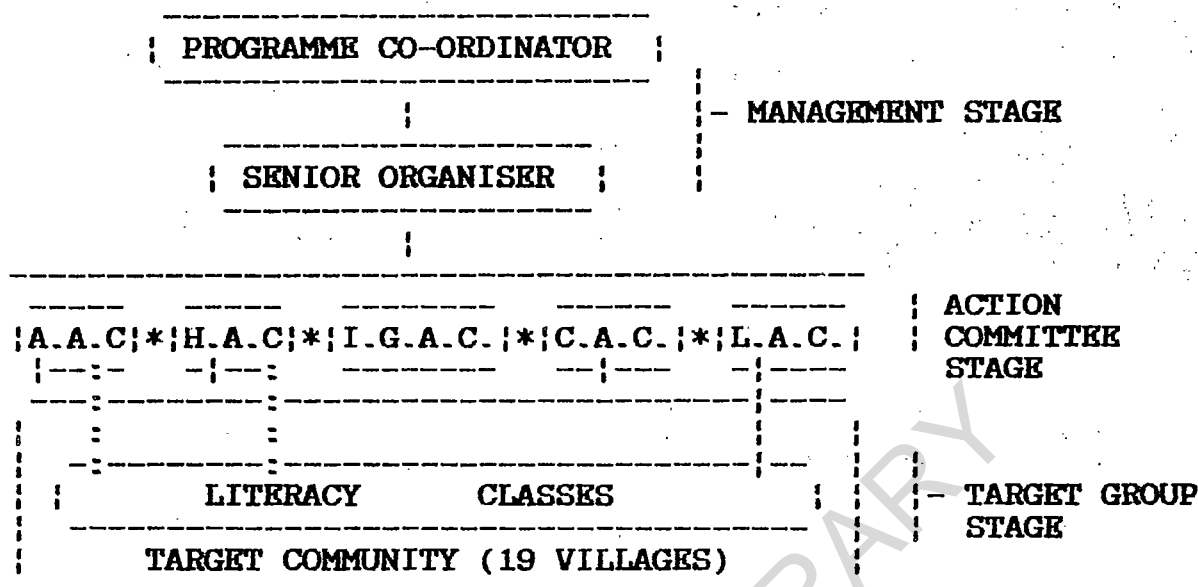 PROGRAMME CO-ORDINATOR
- MANAGEMENT STAGE
SENIOR ORGANISER
A.A.C * H.A.C * I.G.A.C. * C.A.C. * L.A.C.
ACTION
COMMITTEE
STAGE
LITERACY CLASSES
- TARGET GROUP
STAGE
TARGET COMMUNITY (19 VILLAGES)